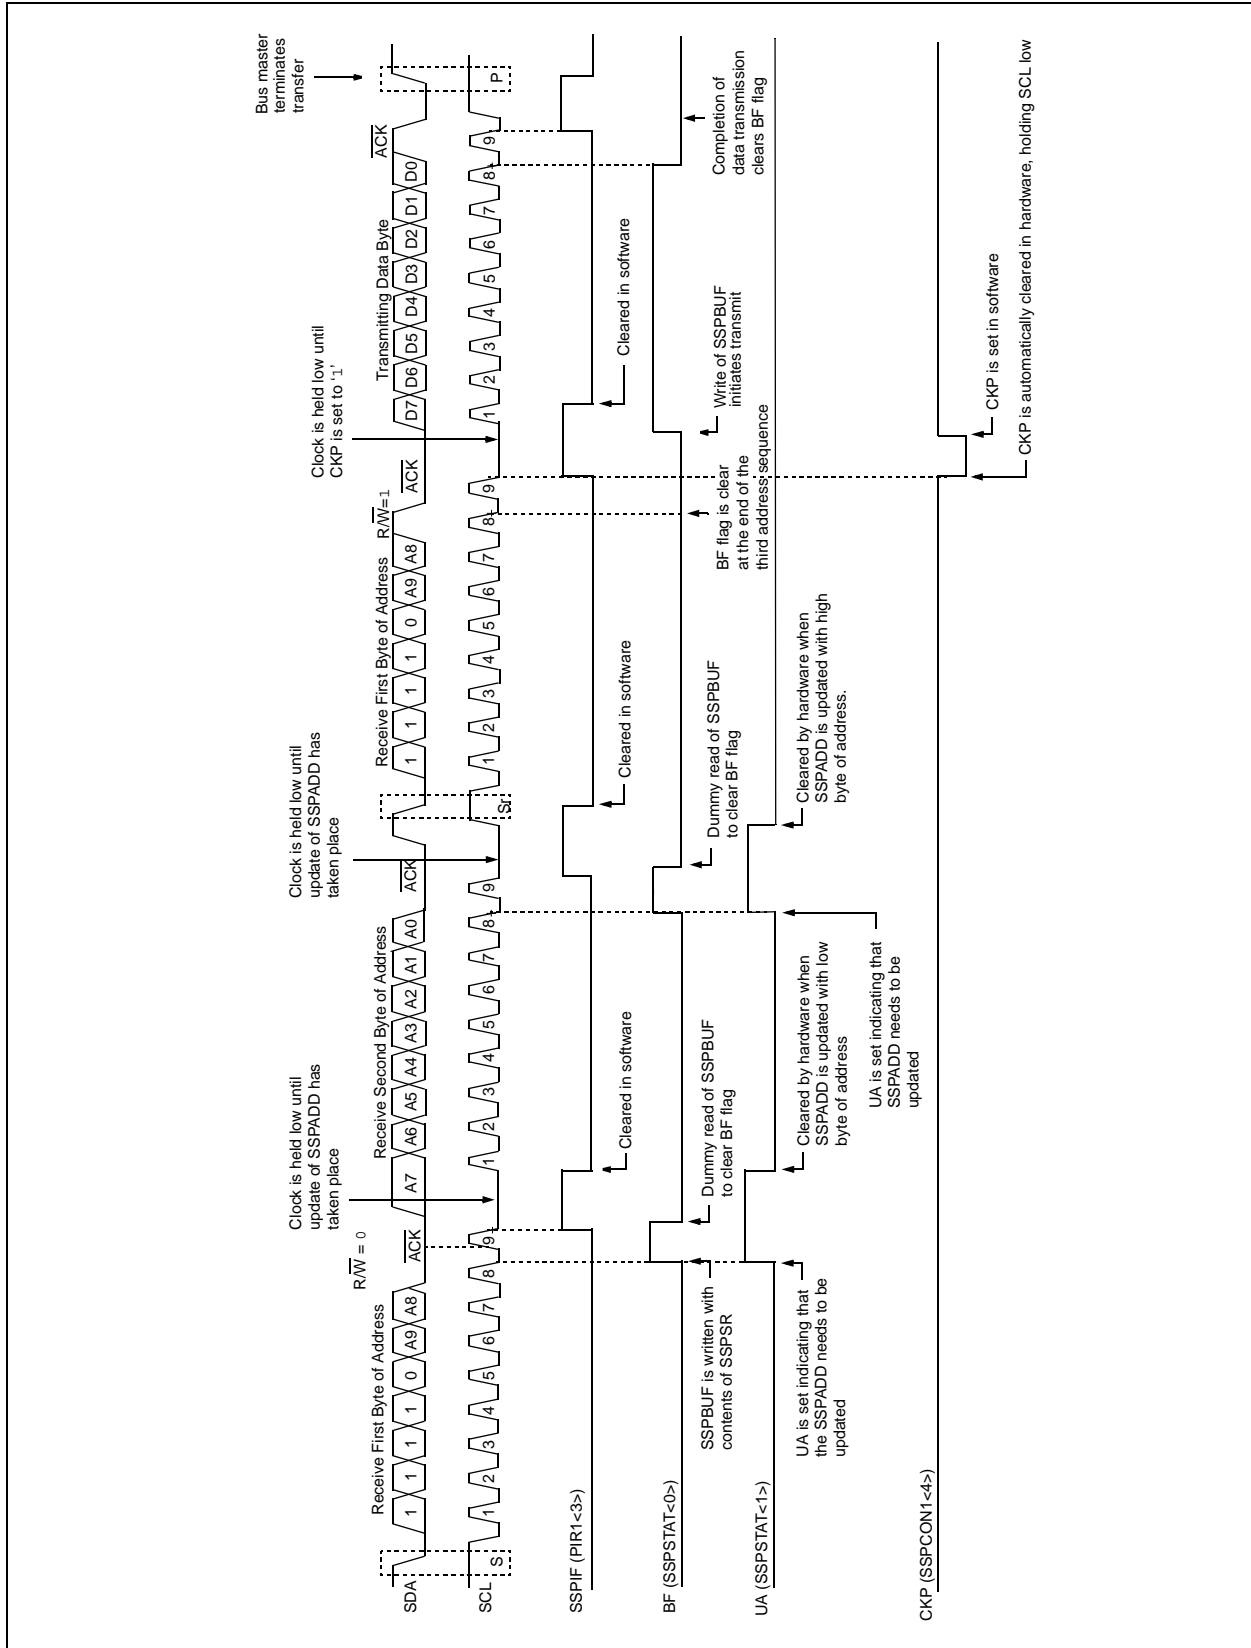 Bus master
terminates
transfer
Clock is held low until
CKP is set to ‘1’
Clock is held low until
update of SSPADD has
taken place
Clock is held low until
update of SSPADD has
taken place
R/W = 0
R/W=1
Receive First Byte of Address
ACK
Receive Second Byte of Address
ACK
Receive First Byte of Address
ACK
Transmitting Data Byte
ACK
SDA
1 1 1 1 0 A9 A8
A7 A6 A5 A4 A3 A2 A1 A0
1 1 1 1 0 A9 A8
D7 D6 D5 D4 D3 D2 D1 D0
SCL
S
1 2 3 4 5 6 7 8 9
1 2 3 4 5 6 7 8 9
Sr
1 2 3 4 5 6 7 8 9
1 2 3 4 5 6 7 8 9
P
SSPIF (PIR1<3>)
Cleared in software
Cleared in software
Cleared in software
BF (SSPSTAT<0>)
SSPBUF is written with
contents of SSPSR
Dummy read of SSPBUF
to clear BF flag
Dummy read of SSPBUF
to clear BF flag
BF flag is clear
at the end of the
third address sequence
Write of SSPBUF
initiates transmit
Completion of
data transmission
clears BF flag
UA (SSPSTAT<1>)
UA is set indicating that
the SSPADD needs to be
updated
Cleared by hardware when
SSPADD is updated with low
byte of address
UA is set indicating that
SSPADD needs to be
updated
Cleared by hardware when
SSPADD is updated with high
byte of address.
CKP (SSPCON1<4>)
CKP is set in software
CKP is automatically cleared in hardware, holding SCL low